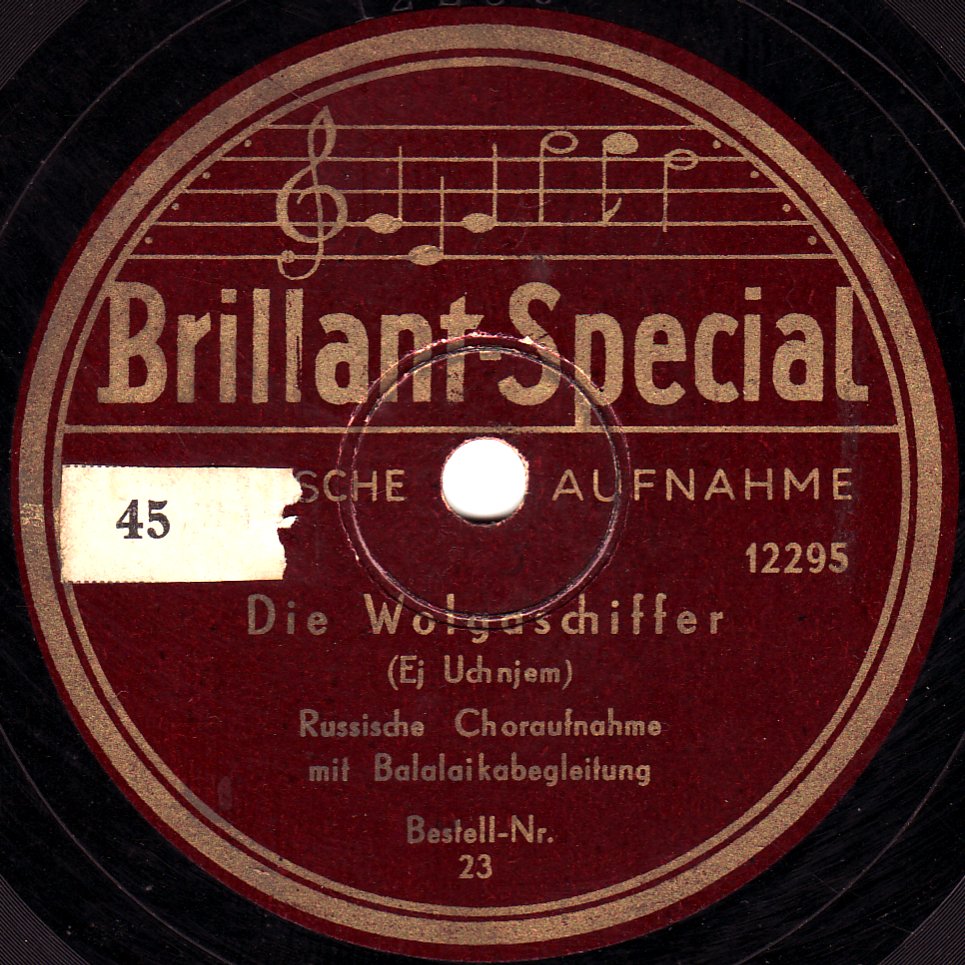 Brillant-Special
SCHE AUFNAHME
45
12295
Die Wolgaschiffer
(Ej Uchnjem)
Russische Choraufnahme
mit Balalaikabegleitung
Bestell-Nr.
23